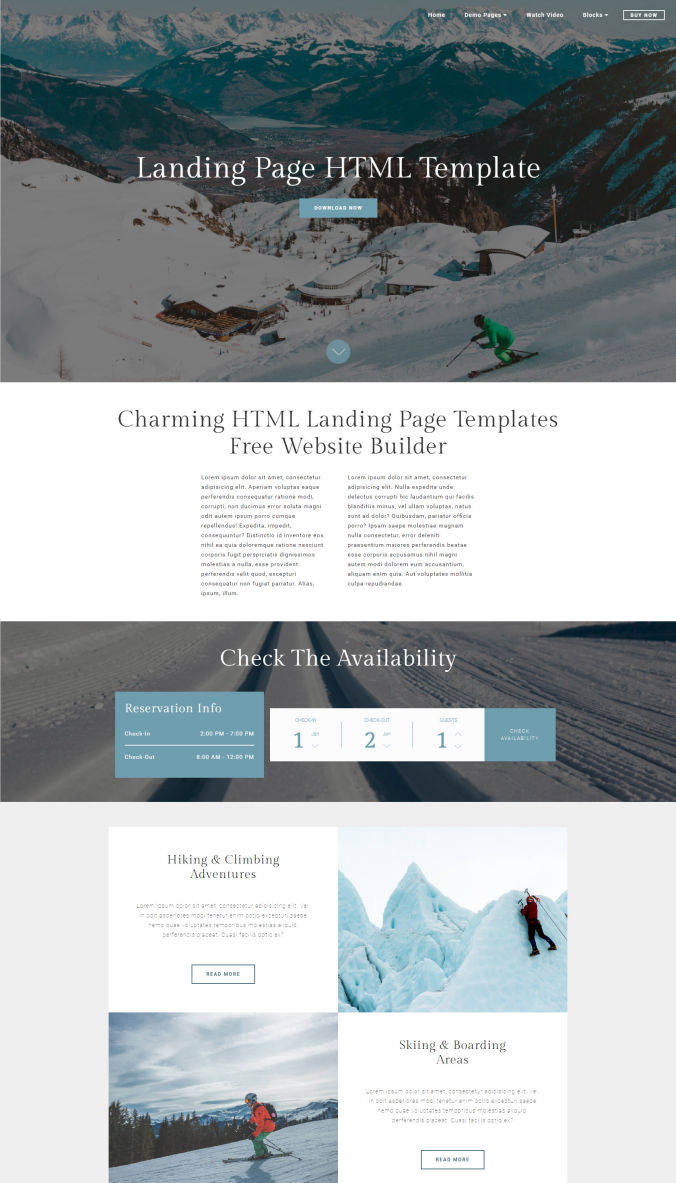 Home Demo Pages Watch Video Blocks BUY NOW
Landing Page HTML Template
DOWNLOAD NOW
Charming HTML Landing Page Templates
Free Website Builder
Lorem ipsum dolor sit amet, consectetur
adipisicing elit. Aperiam voluptas eaque
perferendis consequatur ratione modi,
corrupti, non ducimus error soluta magni
odit autem ipsum porro cumque
repellendus! Expedita, impedit,
consequuntur? Distinctio id inventore eos
nihil ea quia doloremque ratione nesciunt
corporis fugit perspiciatis dignissimos
molestias a nulla, esse provident
perferendis velit quod, excepturi
consequatur non fugiat pariatur. Alias,
ipsum, illum.
Lorem ipsum dolor sit amet, consectetur
adipisicing elit. Nulla expedita unde
delectus corrupti hic laudantium qui facilis
blanditiis minus, vel ullam voluptas, natus
sunt ad dolor? Quibusdam, pariatur officia
porro? Ipsam saepe molestiae magnam
nulla consectetur, error deleniti
praesentium maiores perferendis beatae
esse corporis accusamus nihil magni
autem modi dolorem eum accusantium,
aliquam enim quia. Aut voluptates mollitia
culpa repudiandae.
Check The Availability
Reservation Info
Check-In 2:00 PM - 7:00 PM
Check-Out 8:00 AM - 12:00 PM
CHECK-IN CHECK-OUT GUESTS
1 Jan 2 Jan 1
CHECK
AVAILABILITY
Hiking & Climbing
Adventures
Lorem ipsum dolor sit amet, consectetur adipisicing elit. Vel
in odit asperiores modi tenetur enim optio excepturi saepe
nemo quae voluptates temporibus molestias aliquid
perferendis placeat. Quasi facilis optio ex?
READ MORE
Skiing & Boarding
Areas
Lorem ipsum dolor sit amet, consectetur adipisicing elit. Vel
in odit asperiores modi tenetur enim optio excepturi saepe
nemo quae voluptates temporibus molestias aliquid
perferendis placeat. Quasi facilis optio ex?
READ MORE